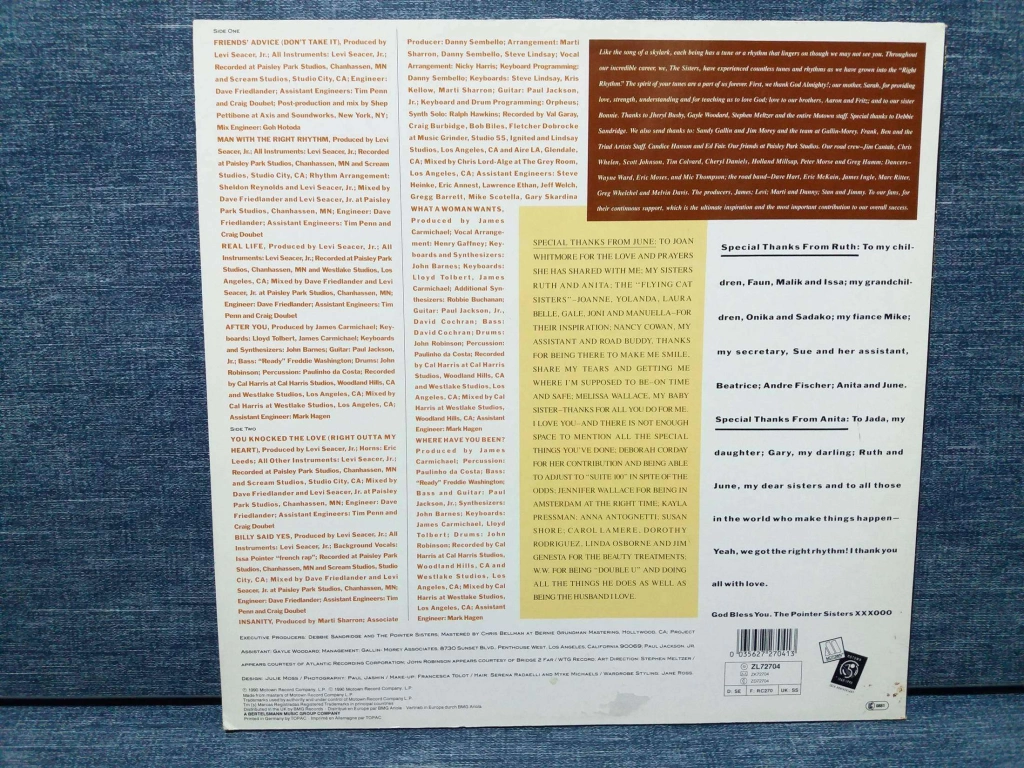 SIDE ONE
FRIENDS' ADVICE (DON'T TAKE IT), Produced by
Levi Seacer, Jr.; All Instruments: Levi Seacer, Jr.;
Recorded at Paisley Park Studios, Chanhassen, MN
and Scream Studios, Studio City, CA; Engineer:
Dave Friedlander; Assistant Engineers: Tim Penn
and Craig Doubet; Post-production and mix by Shep
Pettibone at Axis and Soundworks, New York, NY;
Mix Engineer: Goh Hotoda
MAN WITH THE RIGHT RHYTHM, Produced by Levi
Seacer, Jr.; All Instruments: Levi Seacer, Jr.; Recorded
at Paisley Park Studios, Chanhassen, MN and Scream
Studios, Studio City, CA; Rhythm Arrangement:
Sheldon Reynolds and Levi Seacer, Jr.; Mixed by
Dave Friedlander and Levi Seacer, Jr. at Paisley
Park Studios, Chanhassen, MN; Engineer: Dave
Friedlander; Assistant Engineers: Tim Penn and
Craig Doubet
REAL LIFE, Produced by Levi Seacer, Jr.; All
Instruments: Levi Seacer, Jr.; Recorded at Paisley Park
Studios, Chanhassen, MN and Westlake Studios, Los
Angeles, CA; Mixed by Dave Friedlander and Levi
Seacer, Jr. at Paisley Park Studios, Chanhassen, MN;
Engineer: Dave Friedlander; Assistant Engineers: Tim
Penn and Craig Doubet
AFTER YOU, Produced by James Carmichael; Key-
boards: Lloyd Tolbert, James Carmichael; Keyboards
and Synthesizers: John Barnes; Guitar: Paul Jackson,
Jr.; Bass: "Ready" Freddie Washington; Drums: John
Robinson; Percussion: Paulinho da Costa; Recorded
by Cal Harris at Cal Harris Studios, Woodland Hills, CA
and Westlake Studios, Los Angeles, CA; Mixed by
Cal Harris at Westlake Studios, Los Angeles, CA;
Assistant Engineer: Mark Hagen
SIDE TWO
YOU KNOCKED THE LOVE (RIGHT OUTTA MY
HEART), Produced by Levi Seacer, Jr.; Horns: Eric
Leeds; All Other Instruments: Levi Seacer, Jr.;
Recorded at Paisley Park Studios, Chanhassen, MN
and Scream Studios, Studio City, CA; Mixed by
Dave Friedlander and Levi Seacer, Jr. at Paisley
Park Studios, Chanhassen, MN; Engineer: Dave
Friedlander; Assistant Engineers: Tim Penn and
Craig Doubet
BILLY SAID YES, Produced by Levi Seacer, Jr.; All
Instruments: Levi Seacer, Jr.; Background Vocals:
Issa Pointer "french rap"; Recorded at Paisley Park
Studios, Chanhassen, MN and Scream Studios, Studio
City, CA; Mixed by Dave Friedlander and Levi Seacer
Jr. at Paisley Park Studios, Chanhassen, MN;
Engineer: Dave Friedlander; Assistant Engineers: Tim
Penn and Craig Doubet
INSANITY, Produced by Marti Sharron; Associate
Producer: Danny Sembello; Arrangement: Marti
Sharron, Danny Sembello, Steve Lindsay; Vocal
Arrangement: Nicky Harris; Keyboard Programming:
Danny Sembello; Keyboards: Steve Lindsay, Kris
Kellow, Marti Sharron; Guitar: Paul Jackson,
Jr.; Keyboard and Drum Programming: Orpheus;
Synth Solo: Ralph Hawkins; Recorded by Val Garay,
Craig Burbidge, Bob Biles, Fletcher Dobrocke
at Music Grinder, Studio 55, Ignited and Lindsay
Studios, Los Angeles, CA and Aire LA, Glendale,
CA; Mixed by Chris Lord-Alge at The Grey Room,
Los Angeles, CA; Assistant Engineers: Steve
Heinke, Eric Annest, Lawrence Ethan, Jeff Welch,
Gregg Barrett, Mike Scotella, Gary Skardina
WHAT A WOMAN WANTS,
Produced by James
Carmichael; Vocal Arrange-
ment: Henry Gaffney; Key-
boards and Synthesizers:
John Barnes; Keyboards:
Lloyd Tolbert, James
Carmichael; Additional Syn-
thesizers: Robbie Buchanan;
Guitar: Paul Jackson, Jr.,
David Cochran; Bass:
David Cochran; Drums:
John Robinson; Percussion:
Paulinho da Costa; Recorded
by Cal Harris at Cal Harris
Studios, Woodland Hills, CA
and Westlake Studios, Los
Angeles, CA; Mixed by Cal
Harris at Westlake
Studios, Los Angeles, CA
Woodland Hills, CA; Assistant
Engineer: Mark Hagen
WHERE HAVE YOU BEEN?
Produced by James
Carmichael; Percussion:
Paulinho da Costa; Bass:
"Ready" Freddie Washington;
Bass and Guitar: Paul
Jackson, Jr.; Synthesizers:
John Barnes; Keyboards:
James Carmichael, Lloyd
Tolbert; Drums: John
Robinson; Recorded by Cal
Harris at Cal Harris Studios,
Woodland Hills, CA and
Westlake Studios, Los
Angeles, CA; Mixed by Cal
Harris at Westlake Studios,
Los Angeles, CA; Assistant
Engineer: Mark Hagen
Like the song of a skylark, each being has a tune or a rhythm that lingers on though we may not see you. Throughout
our incredible career, we, The Sisters, have experienced countless tunes and rhythms as we have grown into the "Right
Rhythm." The spirit of your tunes are a part of us forever. First, we thank God Almighty!; our mother, Sarah, for providing
love, strength, understanding and for teaching us to love God; love to our brothers, Aaron and Fritz; and to our sister
Bonnie. Thanks to Jheryl Busby, Gayle Woodard, Stephen Meltzer and the entire Motown staff. Special thanks to Debbie
Sandridge. We also send thanks to: Sandy Gallin and Jim Morey and the team at Gallin-Morey. Frank, Ben and the
Triad Artists Staff. Candice Hanson and Ed Fair. Our friends at Paisley Park Studios. Our road crew–Jim Cantale, Chris
Whelon, Scott Johnson, Tim Colvard, Cheryl Daniels, Holland Millsap, Peter Morse and Greg Hamm; Dancers–
Wayne Ward, Eric Moses, and Mic Thompson; the road band–Dave Hart, Eric McKain, James Ingle, Marc Ritter,
Greg Whelchel and Melvin Davis. The producers, James; Levi; Marti and Danny; Stan and Jimmy. To our fans, for
their continuous support, which is the ultimate inspiration and the most important contribution to our overall success.
SPECIAL THANKS FROM JUNE: TO JOAN
WHITMORE FOR THE LOVE AND PRAYERS
SHE HAS SHARED WITH ME; MY SISTERS
RUTH AND ANITA; THE "FLYING CAT
SISTERS"–JOANNE, YOLANDA, LAURA
BELLE, GALE, JONI AND MANUELLA–FOR
THEIR INSPIRATION; NANCY COWAN, MY
ASSISTANT AND ROAD BUDDY, THANKS
FOR BEING THERE TO MAKE ME SMILE,
SHARE MY TEARS AND GETTING ME
WHERE I'M SUPPOSED TO BE–ON TIME
AND SAFE; MELISSA WALLACE, MY BABY
SISTER–THANKS FOR ALL YOU DO FOR ME.
I LOVE YOU–AND THERE IS NOT ENOUGH
SPACE TO MENTION ALL THE SPECIAL
THINGS YOU'VE DONE; DEBORAH CORDAY
FOR HER CONTRIBUTION AND BEING ABLE
TO ADJUST TO "SUITE 100" IN SPITE OF THE
ODDS; JENNIFER WALLACE FOR BEING IN
AMSTERDAM AT THE RIGHT TIME; KAYLA
PRESSMAN; ANNA ANTOGNETTI; SUSAN
SHORE; CAROL LAMERE, DOROTHY
RODRIGUEZ, LINDA OSBORNE AND JIM
GENESTA FOR THE BEAUTY TREATMENTS.
W.W. FOR BEING "DOUBLE U" AND DOING
ALL THE THINGS HE DOES AS WELL AS
BEING THE HUSBAND I LOVE.
Special Thanks From Ruth: To my chil-
dren, Faun, Malik and Issa; my grandchil-
dren, Onika and Sadako; my fiance Mike;
my secretary, Sue and her assistant,
Beatrice; Andre Fischer; Anita and June.
Special Thanks From Anita: To Jada, my
daughter; Gary, my darling; Ruth and
June, my dear sisters and to all those
in the world who make things happen—
Yeah, we got the right rhythm! I thank you
all with love.
God Bless You. The Pointer Sisters XXXOOO
EXECUTIVE PRODUCERS: DEBBIE SANDRIDGE AND THE POINTER SISTERS. MASTERED BY CHRIS BELLMAN AT BERNIE GRUNDMAN MASTERING, HOLLYWOOD, CA; PROJECT
ASSISTANT: GAYLE WOODARD; MANAGEMENT: GALLIN· MOREY ASSOCIATES, 8730 SUNSET BLVD., PENTHOUSE WEST, LOS ANGELES, CALIFORNIA 90069. PAUL JACKSON, JR.
APPEARS COURTESY OF ATLANTIC RECORDING CORPORATION; JOHN ROBINSON APPEARS COURTESY OF BRIDGE 2 FAR / WTG RECORD. ART DIRECTION: STEPHEN MELTZER /
DESIGN: JULIE MOSS / PHOTOGRAPHY: PAUL JASMIN / MAKE-UP: FRANCESCA TOLOT / HAIR: SERENA RADAELLI AND MYKE MICHAELS / WARDROBE STYLING: JANE ROSS
℗ 1990 Motown Record Company, L.P. © 1990 Motown Record Company, L.P.
Made from masters of Motown Record Company L.P.
Distributed in the UK by BMG Records · Distribué en Europe par BMG Ariola · Vertrieb in Europa durch BMG Ariola
A BERTELSMANN MUSIC GROUP COMPANY
Printed in Germany by TOPAC · Imprimé en Allemagne par TOPAC
0 035627 270413
ZL72704
ZK72704
ZD72704
D: SE
F: RC270
UK: SS